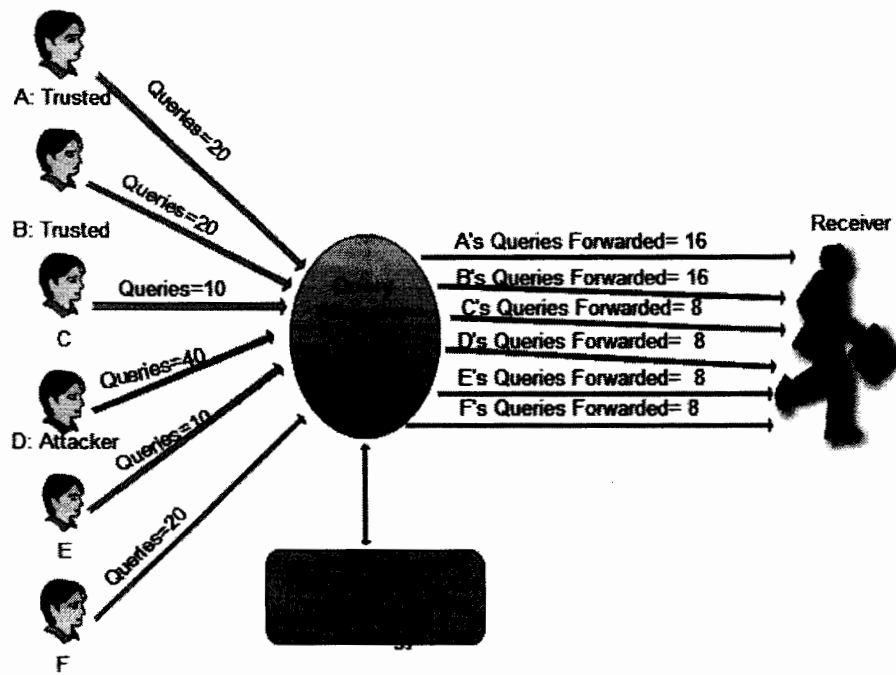 A: Trusted
Queries=20
B: Trusted
Queries=20
C
Queries=10
D: Attacker
Queries=40
E
Queries=10
F
Queries=20
A's Queries Forwarded= 16
B's Queries Forwarded= 16
C's Queries Forwarded= 8
D's Queries Forwarded= 8
E's Queries Forwarded= 8
F's Queries Forwarded= 8
Receiver